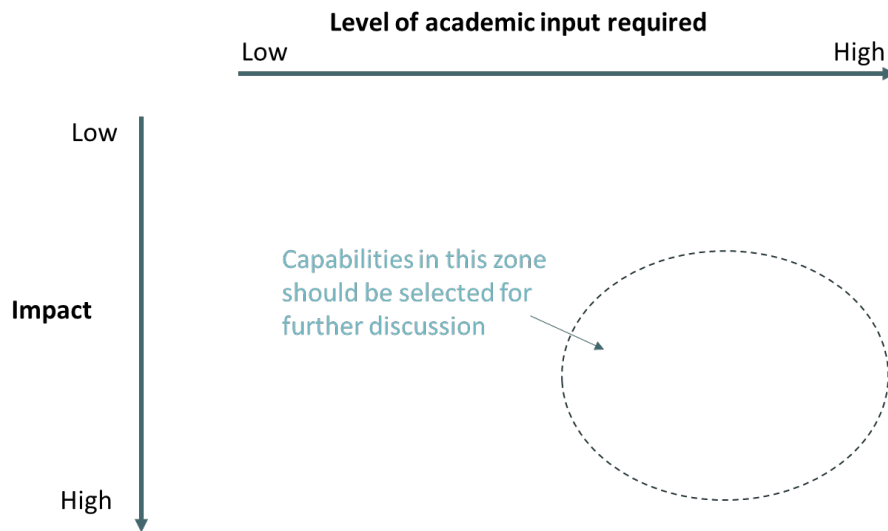 Level of academic input required
Low
High
Low
Capabilities in this zone
should be selected for
further discussion
Impact
High